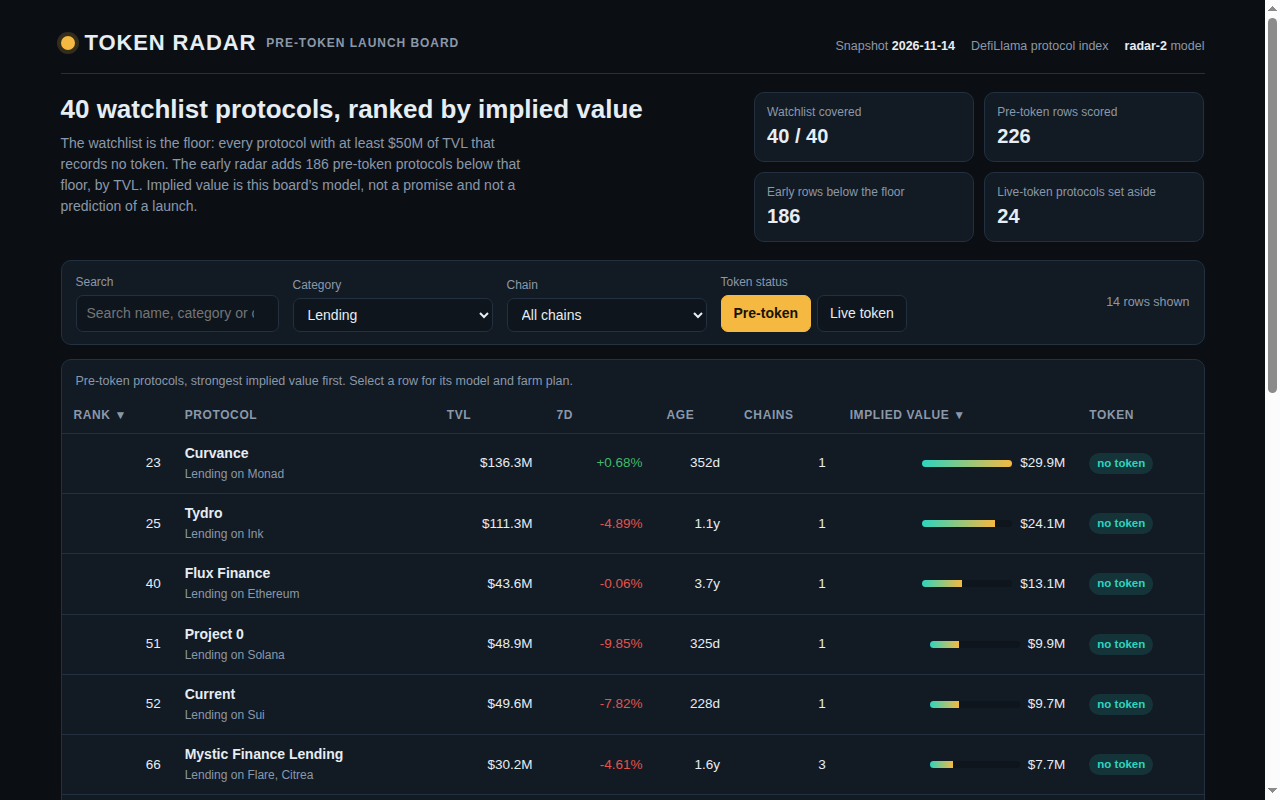 TOKEN RADAR PRE-TOKEN LAUNCH BOARD
Snapshot 2026-11-14 DefiLlama protocol index radar-2 model
40 watchlist protocols, ranked by implied value
The watchlist is the floor: every protocol with at least $50M of TVL that
records no token. The early radar adds 186 pre-token protocols below that
floor, by TVL. Implied value is this board's model, not a promise and not a
prediction of a launch.
Watchlist covered
40 / 40
Pre-token rows scored
226
Early rows below the floor
186
Live-token protocols set aside
24
Search
Search name, category or c
Category
Lending
Chain
All chains
Token status
Pre-token Live token
14 rows shown
Pre-token protocols, strongest implied value first. Select a row for its model and farm plan.
RANK ▼ PROTOCOL TVL 7D AGE CHAINS IMPLIED VALUE ▼ TOKEN
23 Curvance $136.3M +0.68% 352d 1 $29.9M no token
Lending on Monad
25 Tydro $111.3M -4.89% 1.1y 1 $24.1M no token
Lending on Ink
40 Flux Finance $43.6M -0.06% 3.7y 1 $13.1M no token
Lending on Ethereum
51 Project 0 $48.9M -9.85% 325d 1 $9.9M no token
Lending on Solana
52 Current $49.6M -7.82% 228d 1 $9.7M no token
Lending on Sui
66 Mystic Finance Lending $30.2M -4.61% 1.6y 3 $7.7M no token
Lending on Flare, Citrea